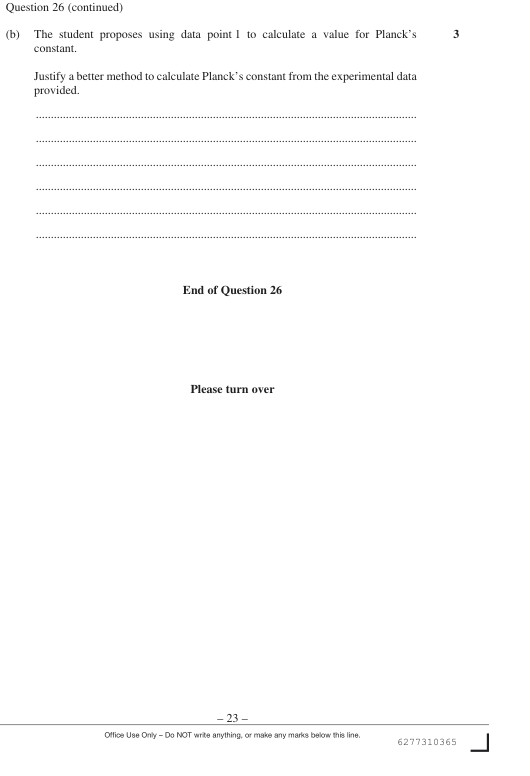 Question 26 (continued)
(b) The student proposes using data point 1 to calculate a value for Planck's 3
constant.
Justify a better method to calculate Planck's constant from the experimental data
provided.
................................................................................................................................
................................................................................................................................
................................................................................................................................
................................................................................................................................
................................................................................................................................
................................................................................................................................
End of Question 26
Please turn over
– 23 –
Office Use Only – Do NOT write anything, or make any marks below this line.
6277310365